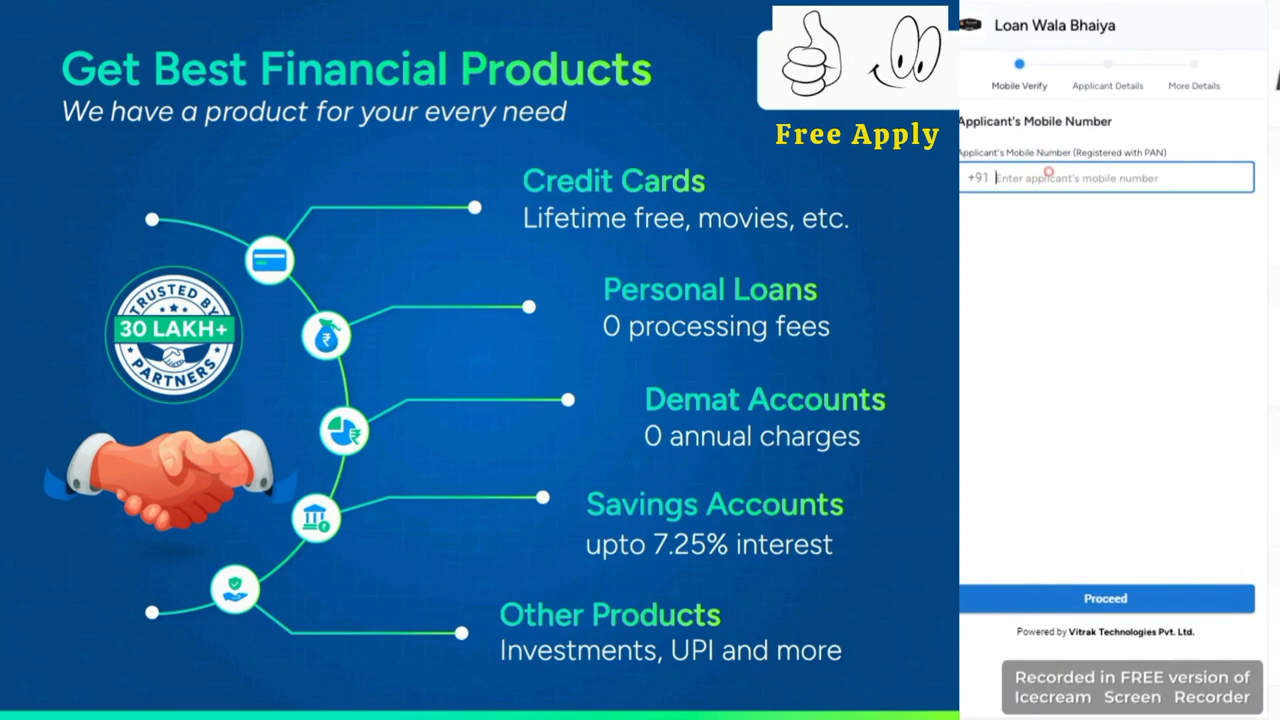 Get Best Financial Products
We have a product for your every need
Free Apply
Credit Cards
Lifetime free, movies, etc.
Personal Loans
0 processing fees
TRUSTED BY
30 LAKH+
PARTNERS
Demat Accounts
0 annual charges
Savings Accounts
upto 7.25% interest
Other Products
Investments, UPI and more
Loan Wala Bhaiya
Mobile Verify
Applicant Details
More Details
Applicant's Mobile Number
Applicant's Mobile Number (Registered with PAN)
+91 Enter applicant's mobile number
Proceed
Powered by Vitrak Technologies Pvt. Ltd.
Recorded in FREE version of
Icecream Screen Recorder